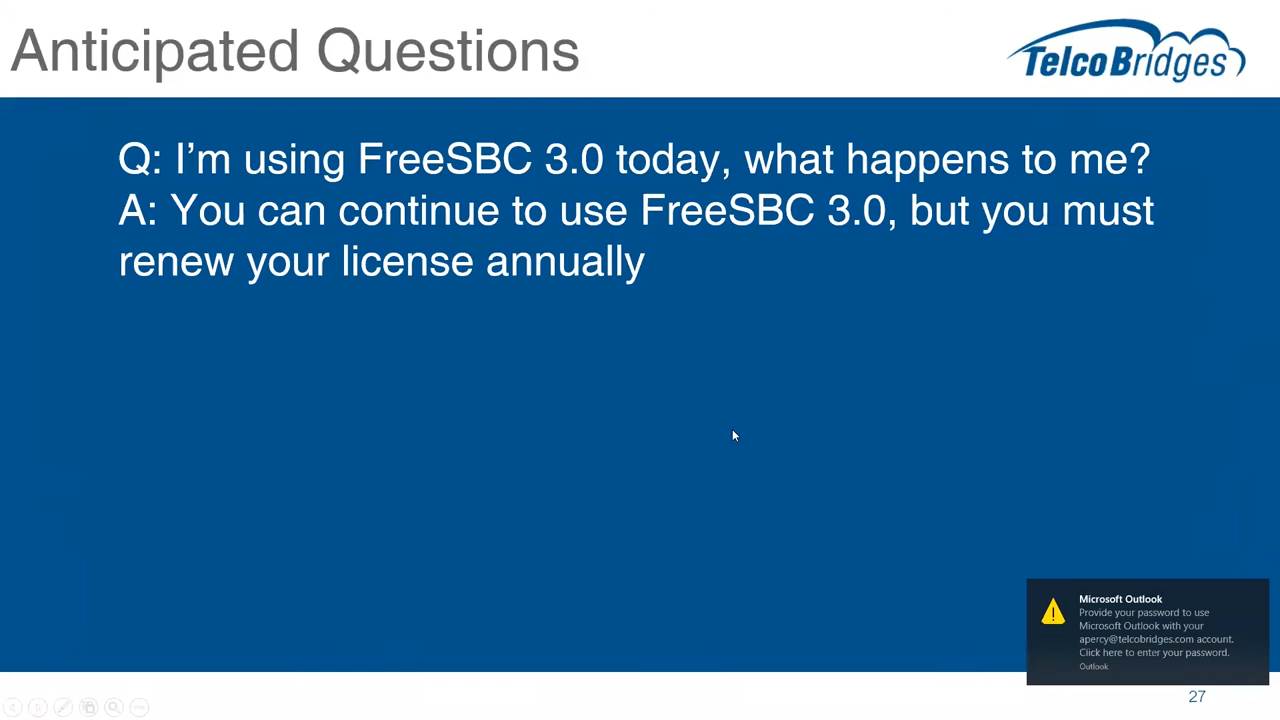 Anticipated Questions
TelcoBridges
Q: I’m using FreeSBC 3.0 today, what happens to me?
A: You can continue to use FreeSBC 3.0, but you must
renew your license annually
Microsoft Outlook
Provide your password to use
Microsoft Outlook with your
apercy@telcobridges.com account.
Click here to enter your password.
Outlook
27